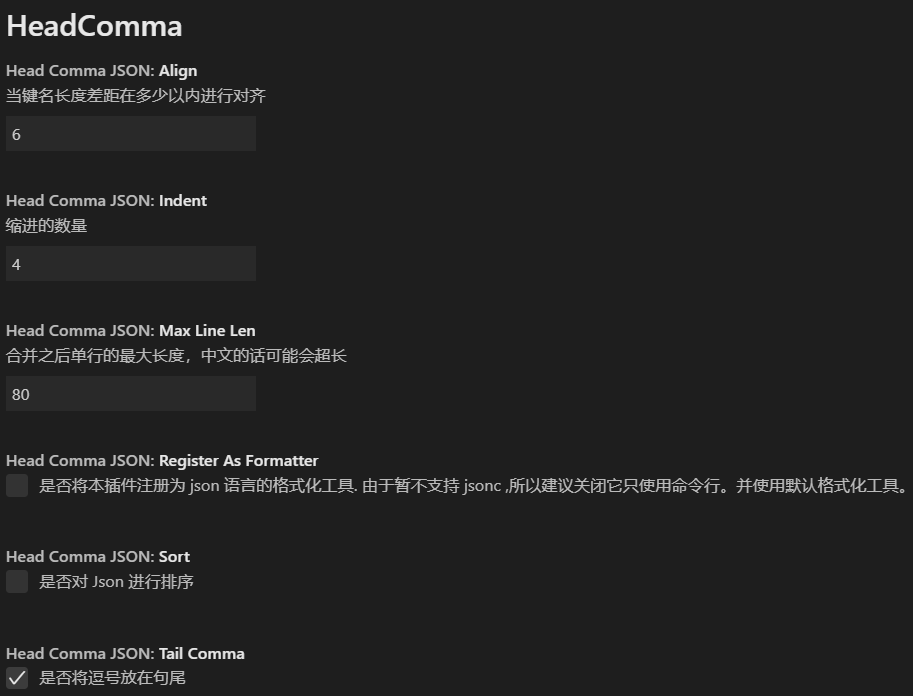 HeadComma
Head Comma JSON: Align
当键名长度差距在多少以内进行对齐
6
Head Comma JSON: Indent
缩进的数量
4
Head Comma JSON: Max Line Len
合并之后单行的最大长度，中文的话可能会超长
80
Head Comma JSON: Register As Formatter
是否将本插件注册为 json 语言的格式化工具. 由于暂不支持 jsonc ,所以建议关闭它只使用命令行。并使用默认格式化工具。
Head Comma JSON: Sort
是否对 Json 进行排序
Head Comma JSON: Tail Comma
是否将逗号放在句尾